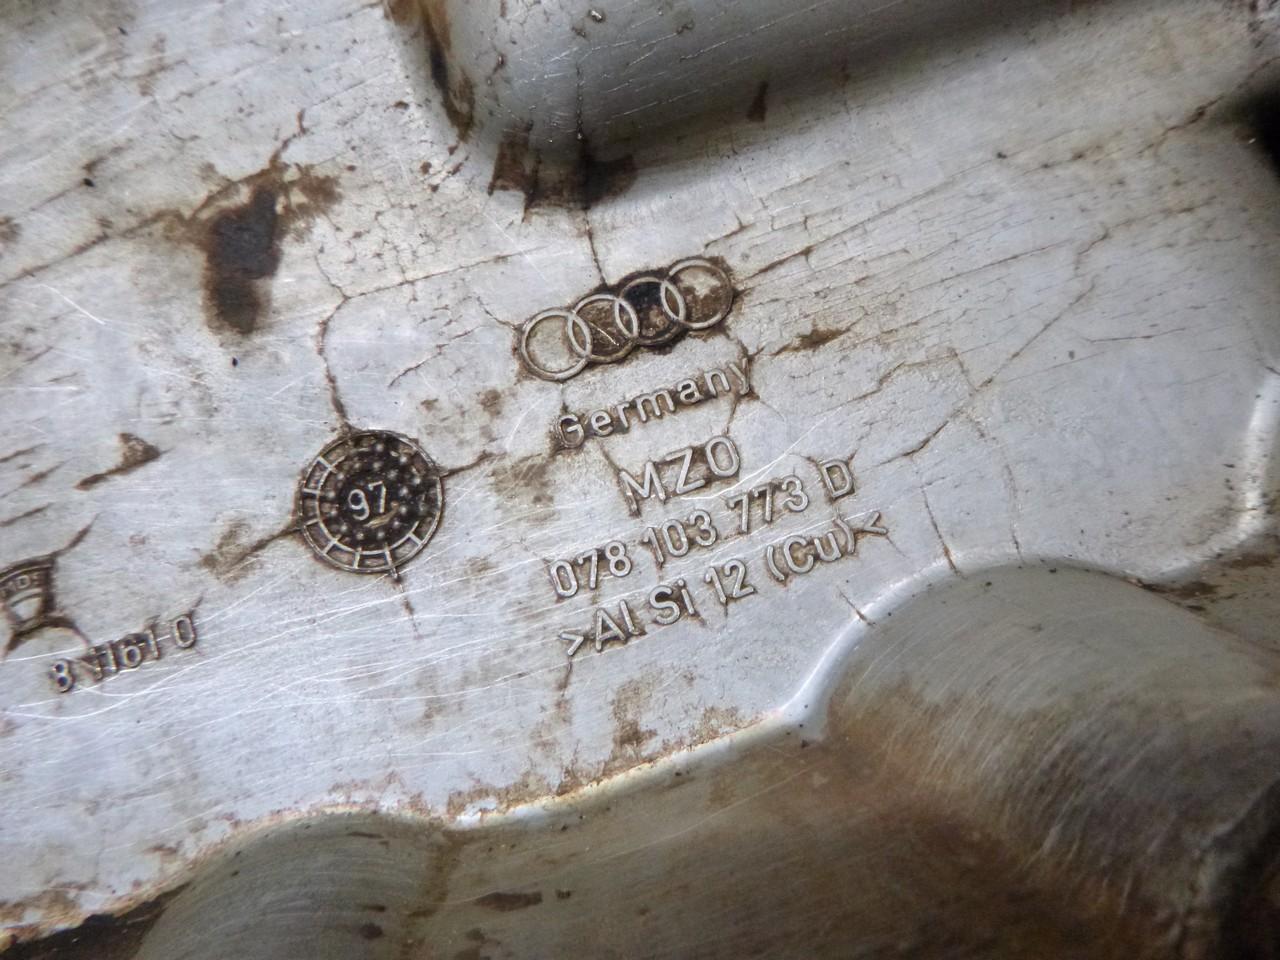 Germany
MZO
97
078 103 773 D
>Al Si 12 (Cu)<